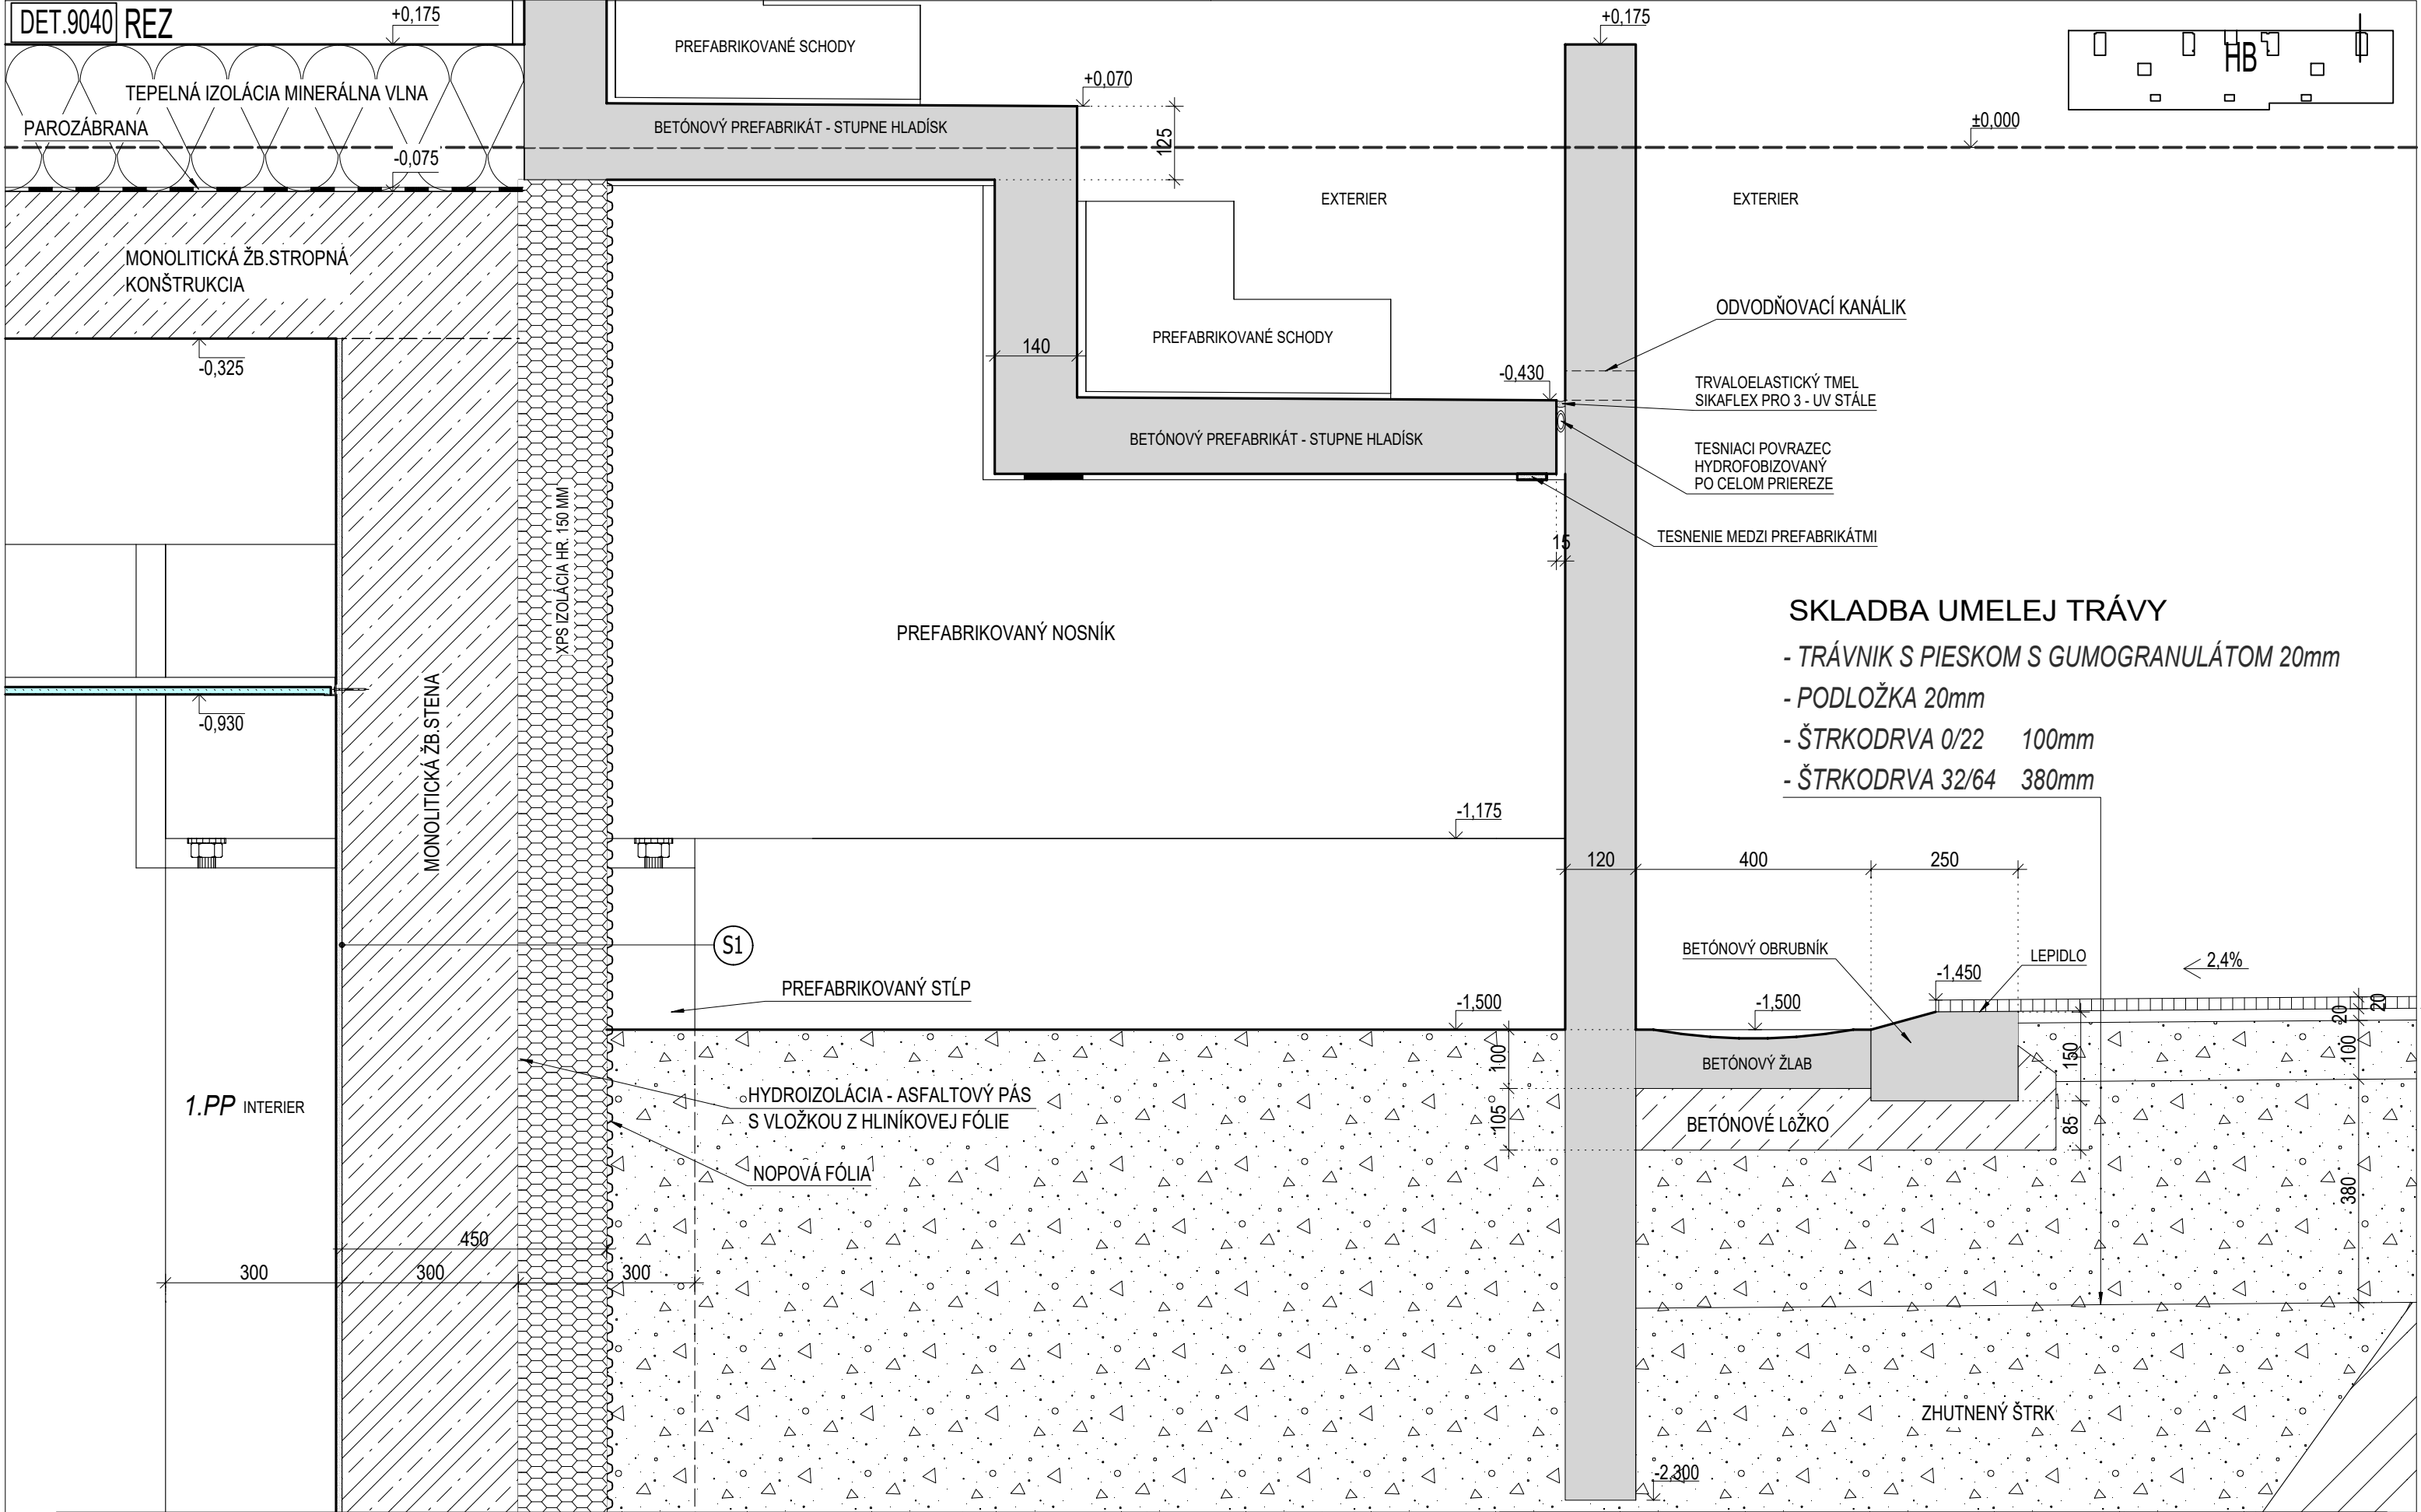 DET.9040 REZ
+0,175
PREFABRIKOVANÉ SCHODY
+0,175
HB
+0,070
TEPELNÁ IZOLÁCIA MINERÁLNA VLNA
PAROZÁBRANA
BETÓNOVÝ PREFABRIKÁT - STUPNE HLADÍSK
125
±0,000
-0,075
EXTERIER
EXTERIER
MONOLITICKÁ ŽB.STROPNÁ
KONŠTRUKCIA
ODVODŇOVACÍ KANÁLIK
PREFABRIKOVANÉ SCHODY
140
-0,325
-0,430
TRVALOELASTICKÝ TMEL
SIKAFLEX PRO 3 - UV STÁLE
BETÓNOVÝ PREFABRIKÁT - STUPNE HLADÍSK
TESNIACI POVRAZEC
HYDROFOBIZOVANÝ
PO CELOM PRIEREZE
XPS IZOLÁCIA HR. 150 MM
15
TESNENIE MEDZI PREFABRIKÁTMI
PREFABRIKOVANÝ NOSNÍK
SKLADBA UMELEJ TRÁVY
- TRÁVNIK S PIESKOM S GUMOGRANULÁTOM 20mm
- PODLOŽKA 20mm
- ŠTRKODRVA 0/22 100mm
- ŠTRKODRVA 32/64 380mm
-0,930
MONOLITICKÁ ŽB.STENA
-1,175
120
400
250
S1
BETÓNOVÝ OBRUBNÍK
LEPIDLO
2,4%
-1,450
PREFABRIKOVANÝ STĹP
-1,500
-1,500
20
20
100
BETÓNOVÝ ŽLAB
150
100
HYDROIZOLÁCIA - ASFALTOVÝ PÁS
S VLOŽKOU Z HLINÍKOVEJ FÓLIE
1.PP INTERIER
105
BETÓNOVÉ LôŽKO
85
NOPOVÁ FÓLIA
380
450
300
300
300
ZHUTNENÝ ŠTRK
-2,300